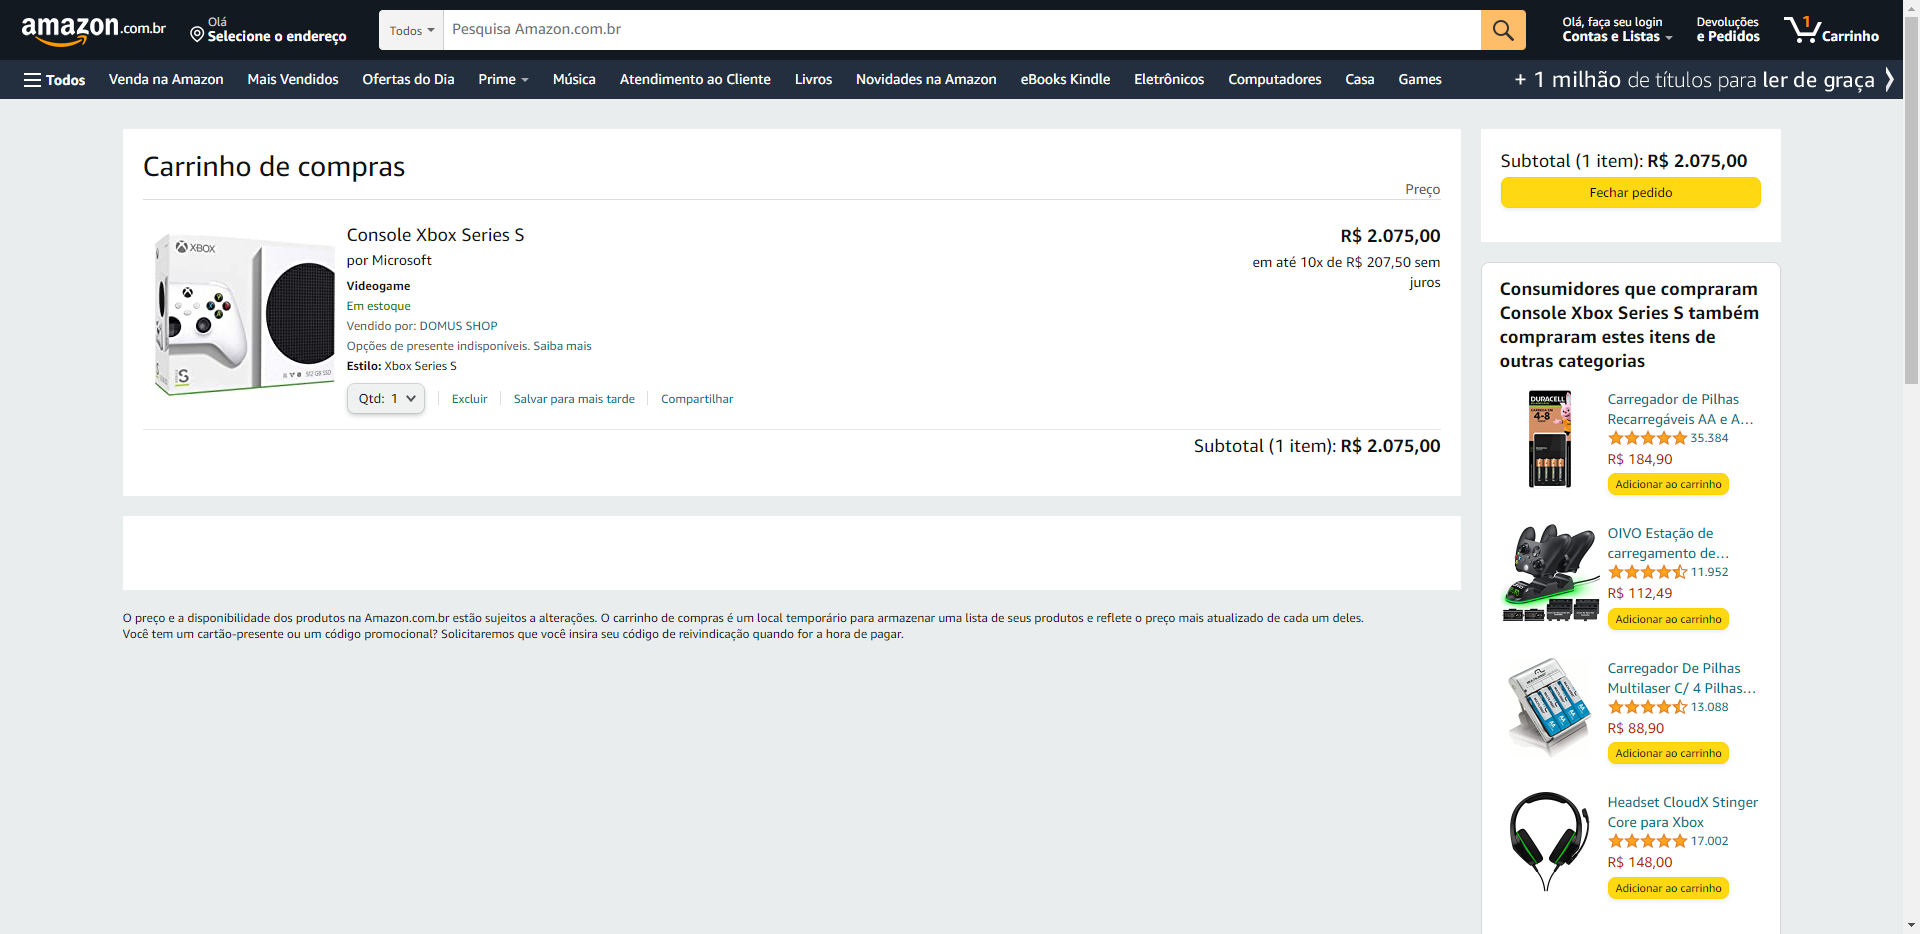 amazon.com.br
Olá
Selecione o endereço
Todos
Pesquisa Amazon.com.br
Olá, faça seu login
Contas e Listas
Devoluções
e Pedidos
1
Carrinho
Todos
Venda na Amazon
Mais Vendidos
Ofertas do Dia
Prime
Música
Atendimento ao Cliente
Livros
Novidades na Amazon
eBooks Kindle
Eletrônicos
Computadores
Casa
Games
+ 1 milhão de títulos para ler de graça
Carrinho de compras
Preço
XBOX
S
512 GB SSD
Console Xbox Series S
R$ 2.075,00
por Microsoft
em até 10x de R$ 207,50 sem
juros
Videogame
Em estoque
Vendido por: DOMUS SHOP
Opções de presente indisponíveis. Saiba mais
Estilo: Xbox Series S
Qtd: 1
Excluir
Salvar para mais tarde
Compartilhar
Subtotal (1 item): R$ 2.075,00
O preço e a disponibilidade dos produtos na Amazon.com.br estão sujeitos a alterações. O carrinho de compras é um local temporário para armazenar uma lista de seus produtos e reflete o preço mais atualizado de cada um deles.
Você tem um cartão-presente ou um código promocional? Solicitaremos que você insira seu código de reivindicação quando for a hora de pagar.
Subtotal (1 item): R$ 2.075,00
Fechar pedido
Consumidores que compraram
Console Xbox Series S também
compraram estes itens de
outras categorias
DURACELL
4-8
Carregador de Pilhas
Recarregáveis AA e A...
35.384
R$ 184,90
Adicionar ao carrinho
OIVO Estação de
carregamento de...
11.952
R$ 112,49
Adicionar ao carrinho
Carregador De Pilhas
Multilaser C/ 4 Pilhas...
13.088
R$ 88,90
Adicionar ao carrinho
Headset CloudX Stinger
Core para Xbox
17.002
R$ 148,00
Adicionar ao carrinho